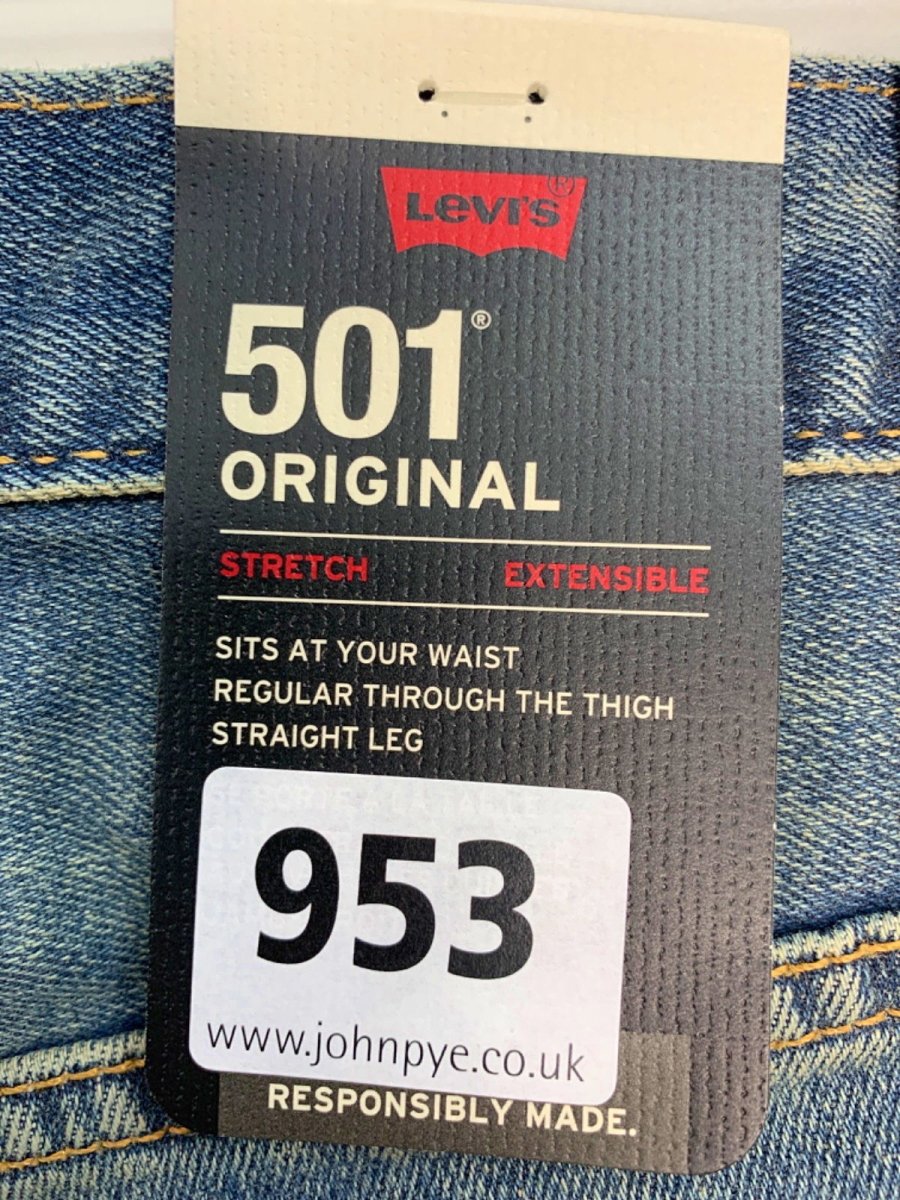 Levi's®
501®
ORIGINAL
STRETCH EXTENSIBLE
SITS AT YOUR WAIST
REGULAR THROUGH THE THIGH
STRAIGHT LEG
953
www.johnpye.co.uk
RESPONSIBLY MADE.